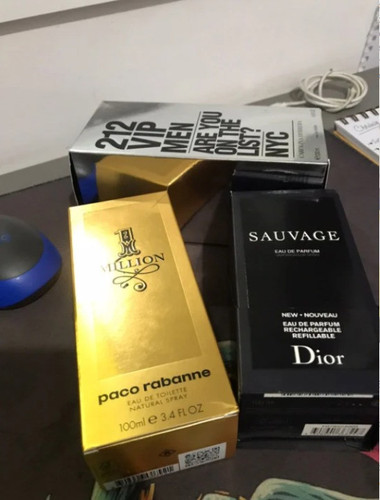 212
VIP
MEN
ARE YOU
ON THE
LIST?
NYC
1
MILLION
paco rabanne
EAU DE TOILETTE
NATURAL SPRAY
100ml e 3.4 FL OZ
SAUVAGE
EAU DE PARFUM
NEW - NOUVEAU
EAU DE PARFUM
RECHARGEABLE
REFILLABLE
Dior